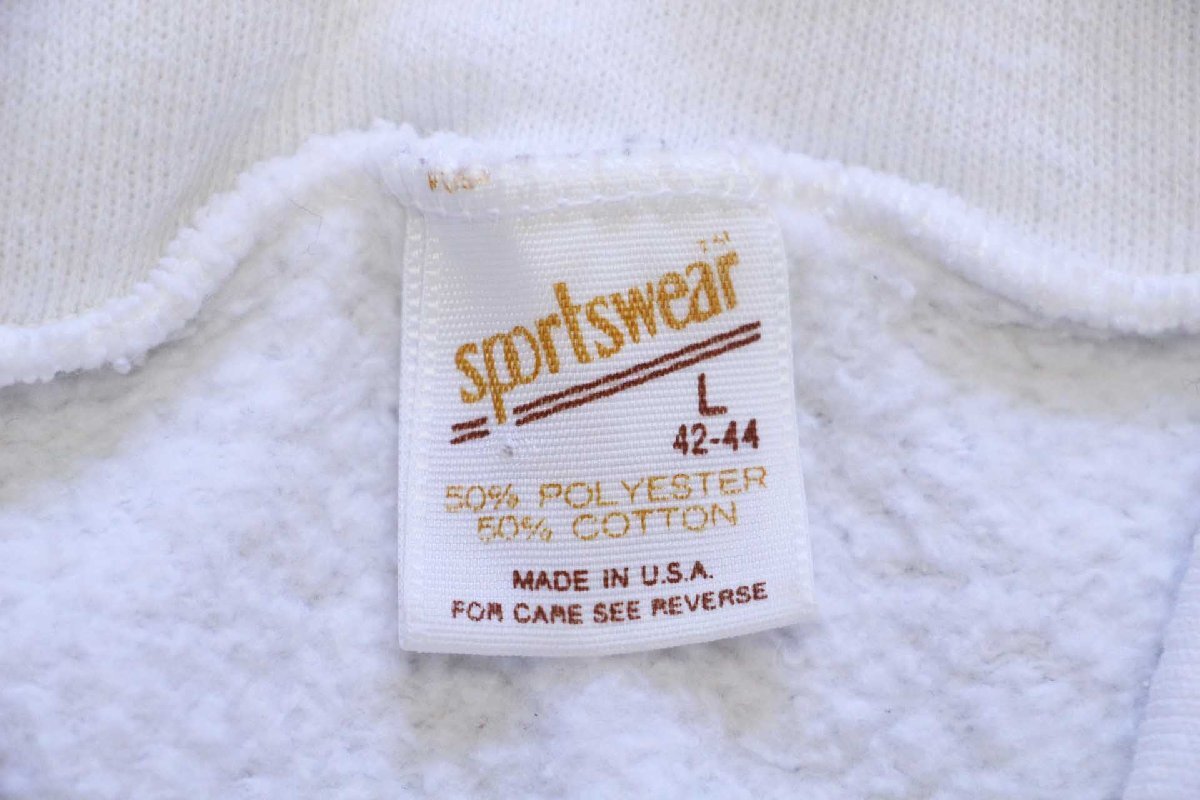 sportswear
L
42-44
50% POLYESTER
50% COTTON
MADE IN U.S.A.
FOR CARE SEE REVERSE